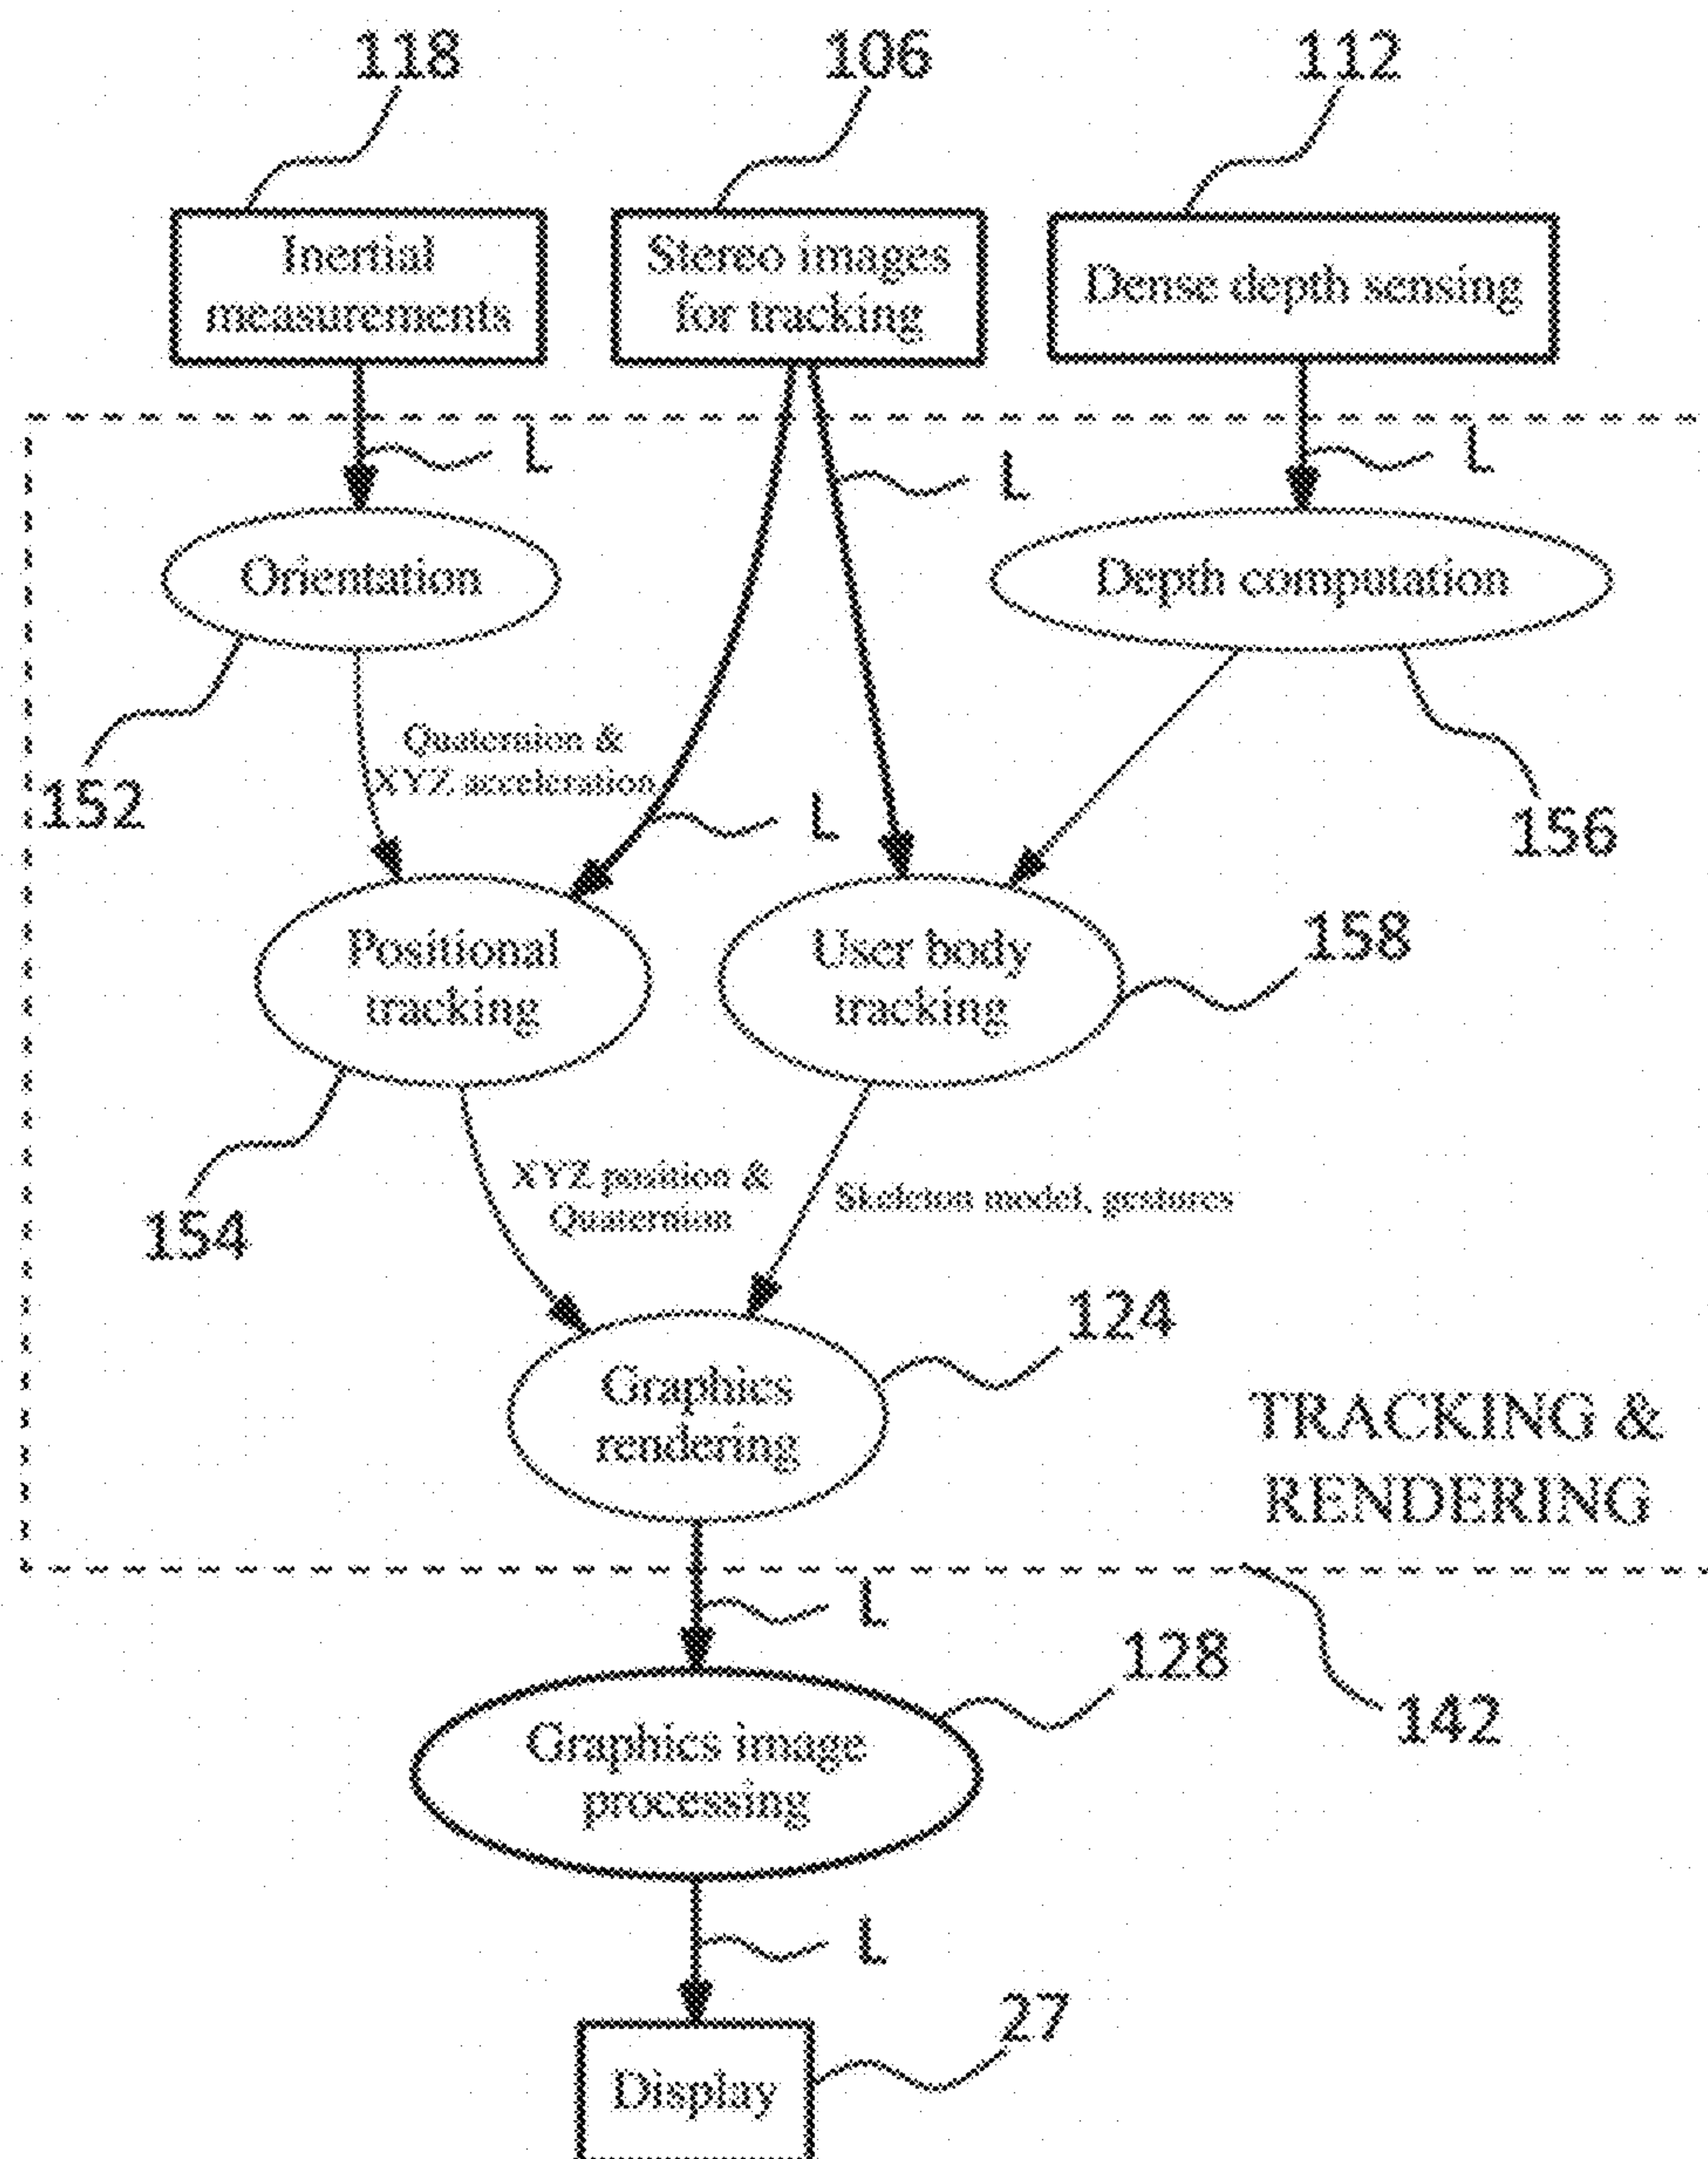 118
106
112
Inertial
measurements
Stereo images
for tracking
Dense depth sensing
L
L
L
Orientation
Depth computation
Quaternion &
XYZ acceleration
152
L
156
Positional
tracking
User body
tracking
158
XYZ position &
Quaternion
Skeleton model, gestures
154
124
Graphics
rendering
TRACKING &
RENDERING
L
128
142
Graphics image
processing
L
27
Display